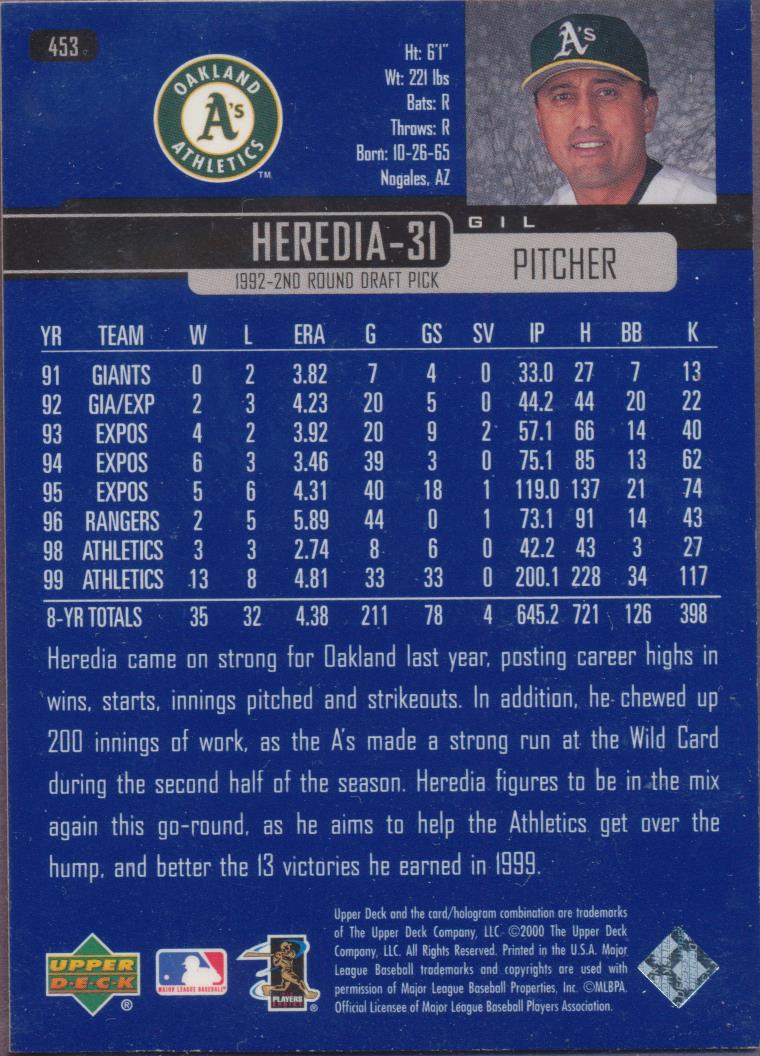 453
OAKLAND
A's
ATHLETICS
TM
Ht: 6'1"
Wt: 221 lbs
Bats: R
Throws: R
Born: 10-26-65
Nogales, AZ
A's
GIL
HEREDIA-31
PITCHER
1992-2ND ROUND DRAFT PICK
YR TEAM W L ERA G GS SV IP H BB K
91 GIANTS 0 2 3.82 7 4 0 33.0 27 7 13
92 GIA/EXP 2 3 4.23 20 5 0 44.2 44 20 22
93 EXPOS 4 2 3.92 20 9 2 57.1 66 14 40
94 EXPOS 6 3 3.46 39 3 0 75.1 85 13 62
95 EXPOS 5 6 4.31 40 18 1 119.0 137 21 74
96 RANGERS 2 5 5.89 44 0 1 73.1 91 14 43
98 ATHLETICS 3 3 2.74 8 6 0 42.2 43 3 27
99 ATHLETICS 13 8 4.81 33 33 0 200.1 228 34 117
8-YR TOTALS 35 32 4.38 211 78 4 645.2 721 126 398
Heredia came on strong for Oakland last year, posting career highs in
wins, starts, innings pitched and strikeouts. In addition, he chewed up
200 innings of work, as the A's made a strong run at the Wild Card
during the second half of the season. Heredia figures to be in the mix
again this go-round, as he aims to help the Athletics get over the
hump, and better the 13 victories he earned in 1999.
Upper Deck and the card/hologram combination are trademarks
of The Upper Deck Company, LLC. ©2000 The Upper Deck
Company, LLC. All Rights Reserved. Printed in the U.S.A. Major
League Baseball trademarks and copyrights are used with
permission of Major League Baseball Properties, Inc. ©MLBPA.
Official Licensee of Major League Baseball Players Association.
UPPER
DECK
®
MAJOR LEAGUE BASEBALL
PLAYERS
CHOICE
®